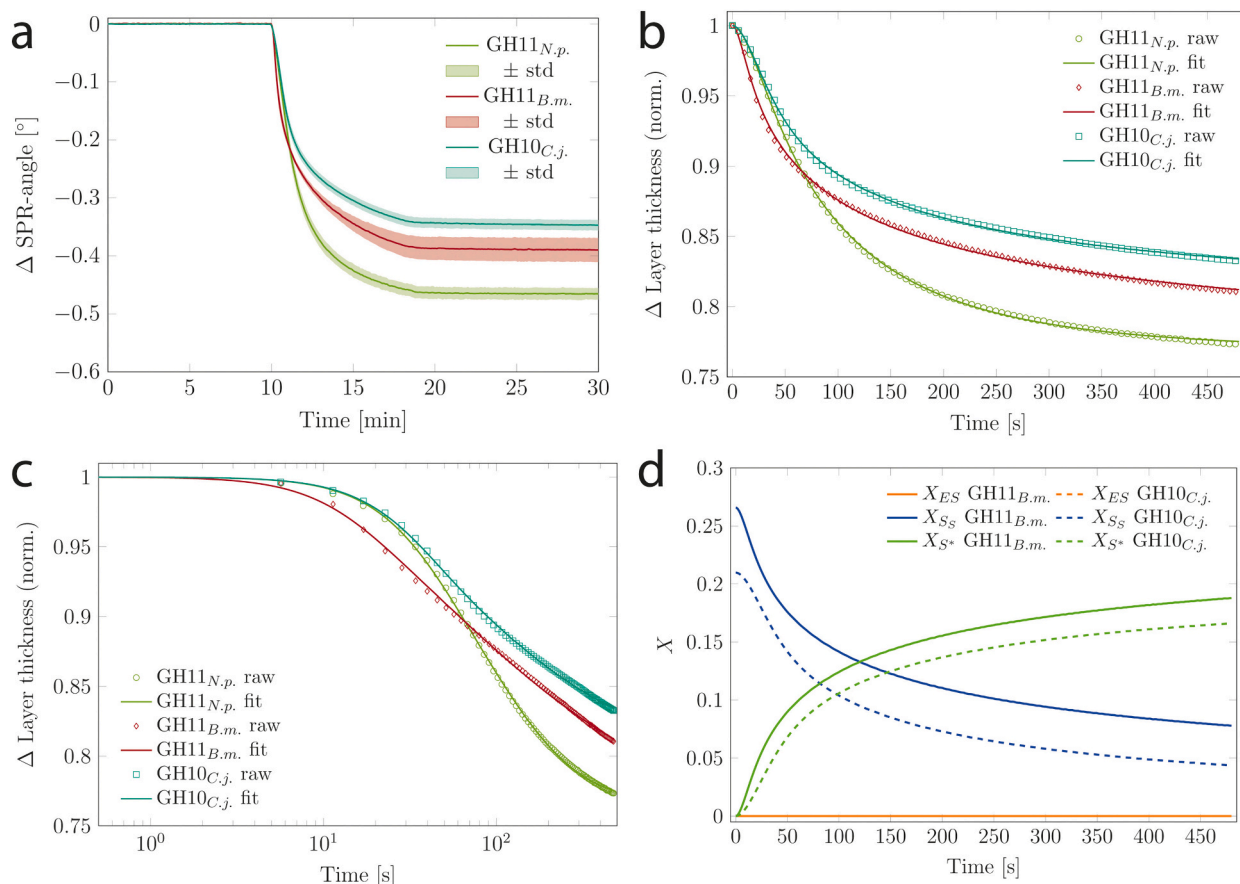 a
0
−0.1
−0.2
−0.3
−0.4
−0.5
−0.6
Δ SPR-angle [°]
0 5 10 15 20 25 30
Time [min]
GH11N.p.
± std
GH11B.m.
± std
GH10C.j.
± std
b
1
0.95
0.9
0.85
0.8
0.75
Δ Layer thickness (norm.)
0 50 100 150 200 250 300 350 400 450
Time [s]
GH11N.p. raw
GH11N.p. fit
GH11B.m. raw
GH11B.m. fit
GH10C.j. raw
GH10C.j. fit
c
1
0.95
0.9
0.85
0.8
0.75
Δ Layer thickness (norm.)
10⁰ 10¹ 10²
Time [s]
GH11N.p. raw
GH11N.p. fit
GH11B.m. raw
GH11B.m. fit
GH10C.j. raw
GH10C.j. fit
d
0.3
0.25
0.2
0.15
0.1
0.05
0
X
0 50 100 150 200 250 300 350 400 450
Time [s]
XES GH11B.m. XES GH10C.j.
XSS GH11B.m. XSS GH10C.j.
XS* GH11B.m. XS* GH10C.j.